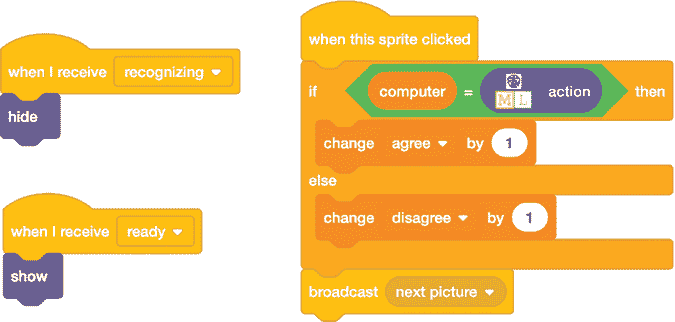 when I receive recognizing
hide
when I receive ready
show
when this sprite clicked
if computer = ML action then
change agree by 1
else
change disagree by 1
broadcast next picture